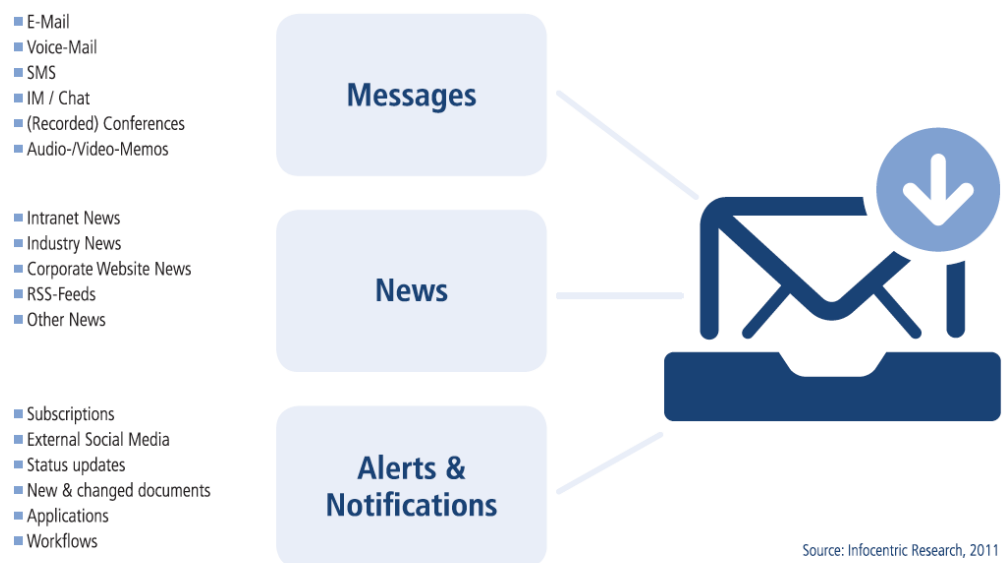 E-Mail
Voice-Mail
SMS
IM / Chat
(Recorded) Conferences
Audio-/Video-Memos
Messages
Intranet News
Industry News
Corporate Website News
RSS-Feeds
Other News
News
Subscriptions
External Social Media
Status updates
New & changed documents
Applications
Workflows
Alerts &
Notifications
Source: Infocentric Research, 2011